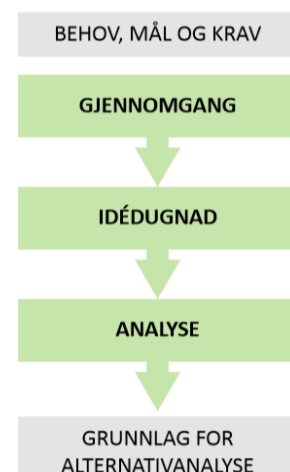 BEHOV, MÅL OG KRAV
GJENNOMGANG
IDÉDUGNAD
ANALYSE
GRUNNLAG FOR
ALTERNATIVANALYSE